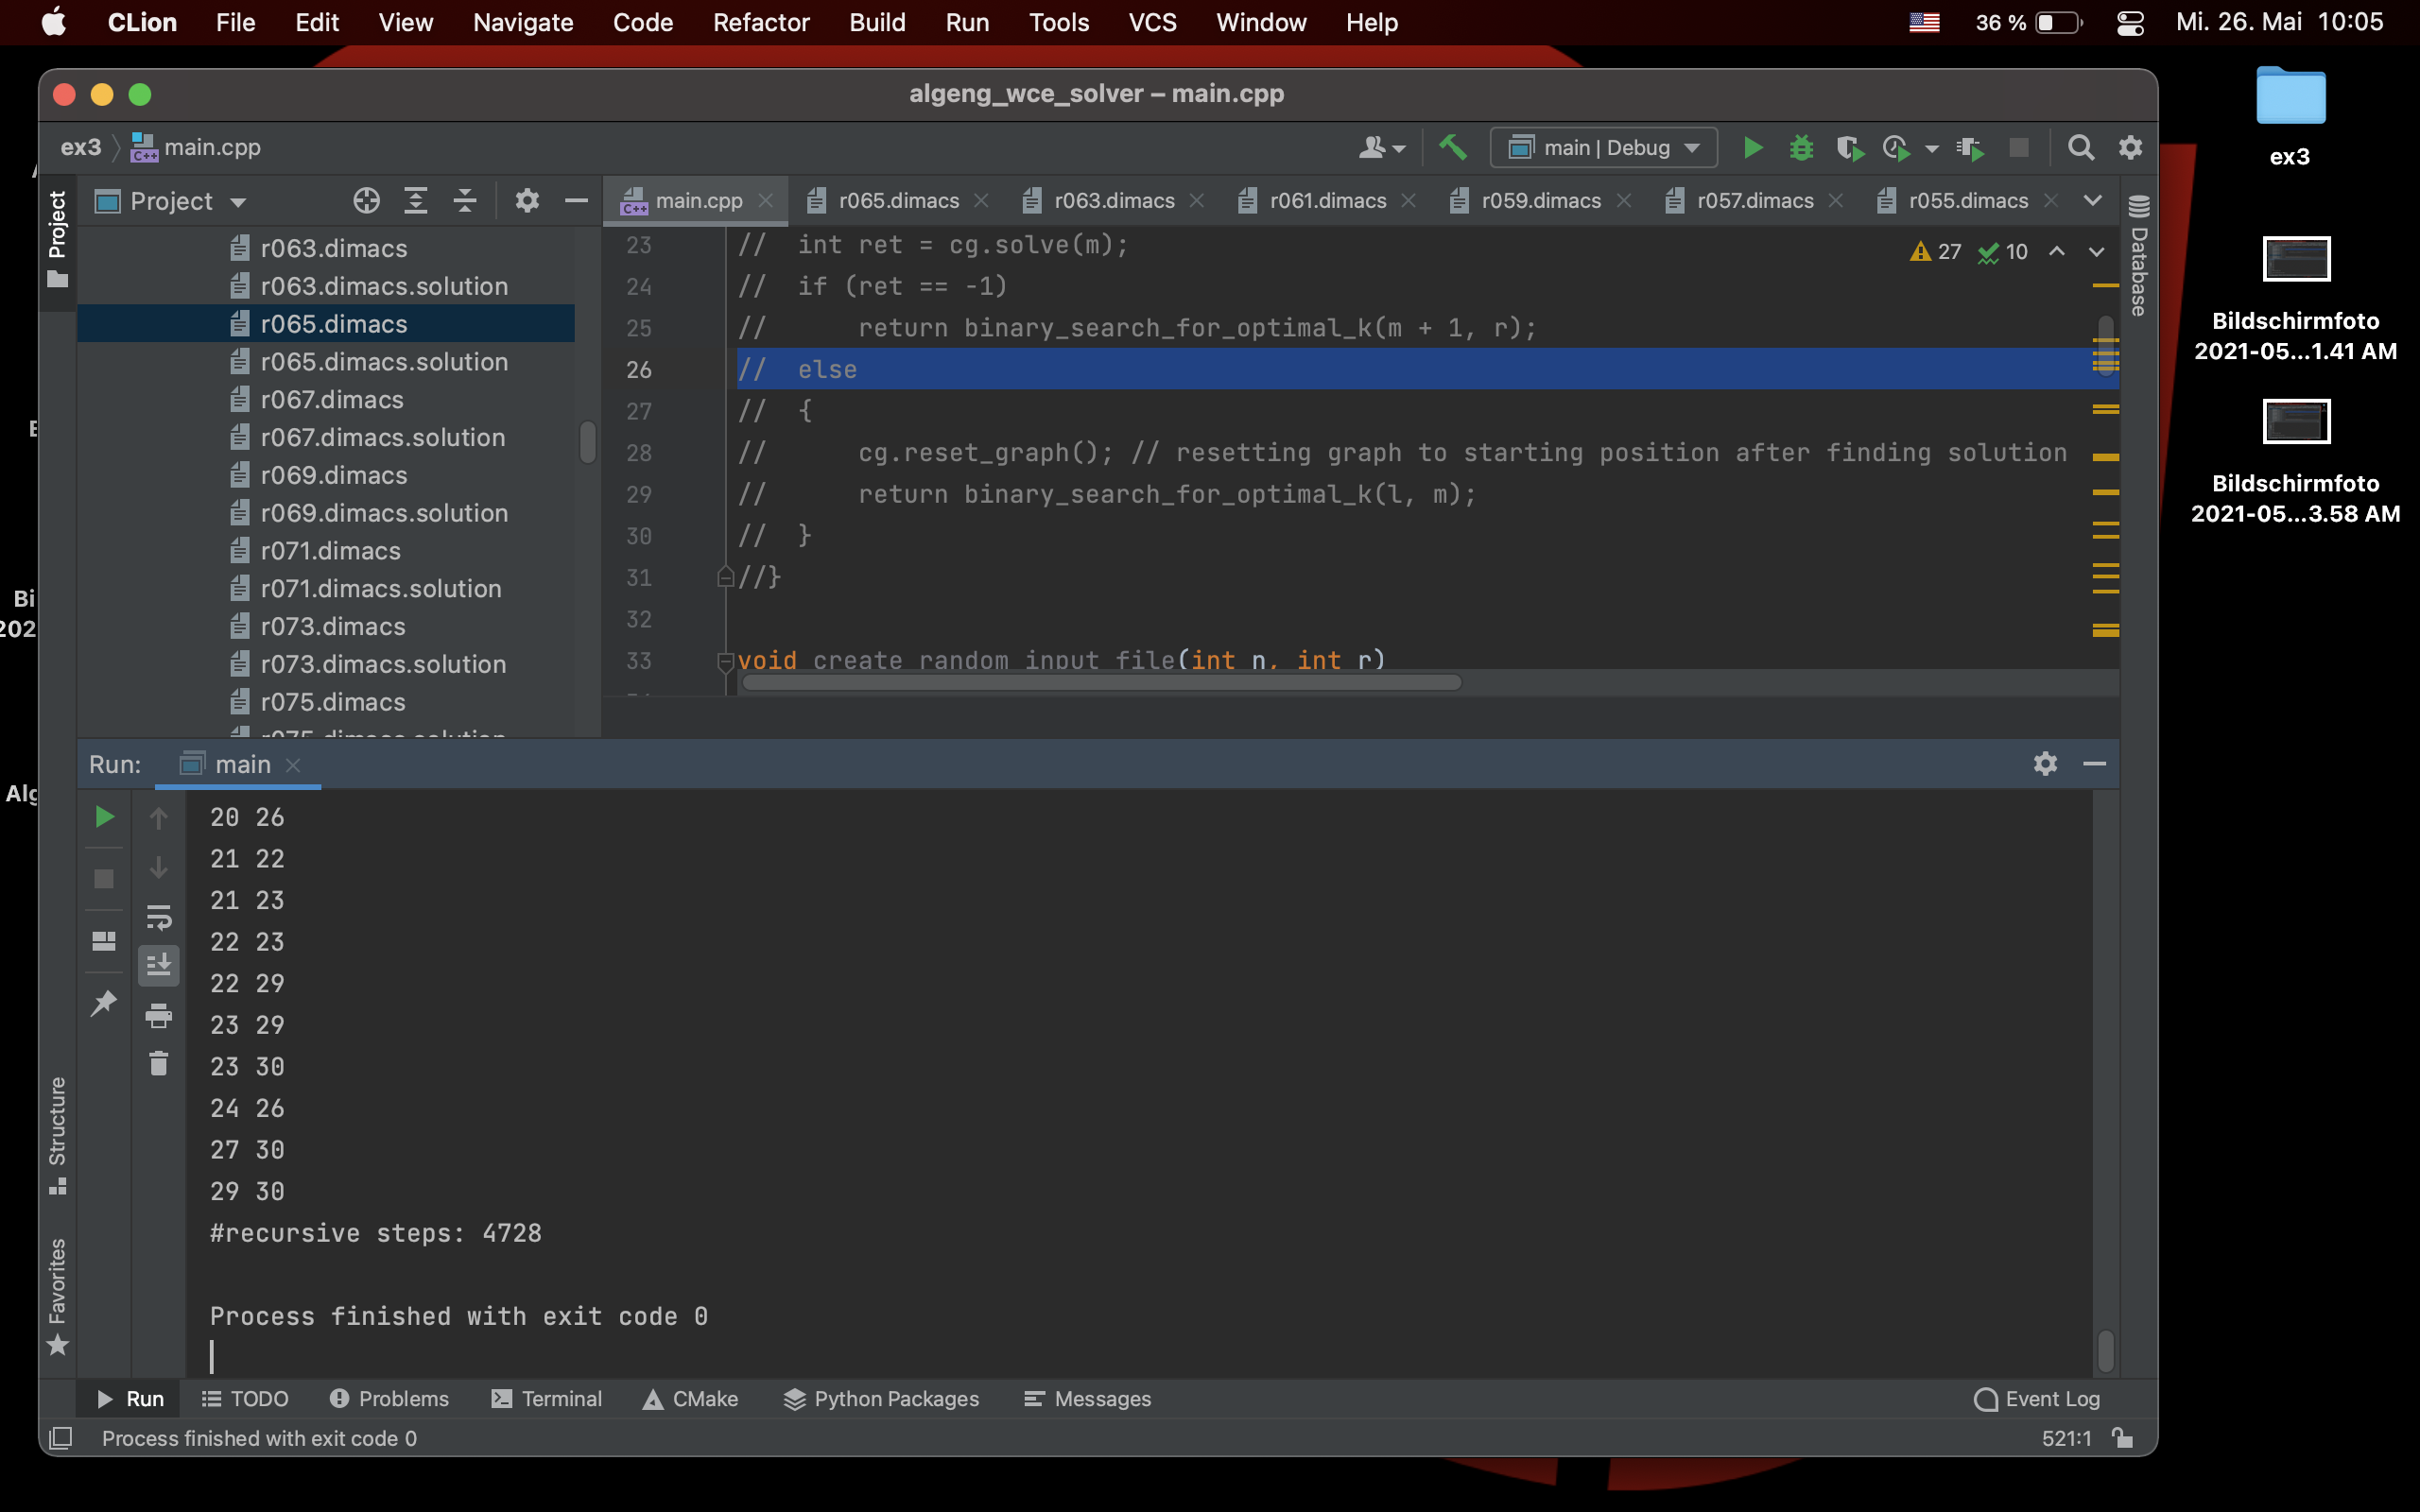 CLion File Edit View Navigate Code Refactor Build Run Tools VCS Window Help 36 % Mi. 26. Mai 10:05
algeng_wce_solver – main.cpp
ex3 main.cpp main | Debug
Project
Project
main.cpp r065.dimacs r063.dimacs r061.dimacs r059.dimacs r057.dimacs r055.dimacs
Database
r063.dimacs
r063.dimacs.solution
r065.dimacs
r065.dimacs.solution
r067.dimacs
r067.dimacs.solution
r069.dimacs
r069.dimacs.solution
r071.dimacs
r071.dimacs.solution
r073.dimacs
r073.dimacs.solution
r075.dimacs
r075.dimacs.solution
27 10
23 // int ret = cg.solve(m);
24 // if (ret == -1)
25 // return binary_search_for_optimal_k(m + 1, r);
26 // else
27 // {
28 // cg.reset_graph(); // resetting graph to starting position after finding solution
29 // return binary_search_for_optimal_k(l, m);
30 // }
31 //}
32
33 void create_random_input_file(int n, int r)
Run: main
20 26
21 22
21 23
22 23
22 29
23 29
23 30
24 26
27 30
29 30
#recursive steps: 4728
Process finished with exit code 0
Structure
Favorites
Run TODO Problems Terminal CMake Python Packages Messages Event Log
Process finished with exit code 0 521:1
ex3
Bildschirmfoto
2021-05...1.41 AM
Bildschirmfoto
2021-05...3.58 AM